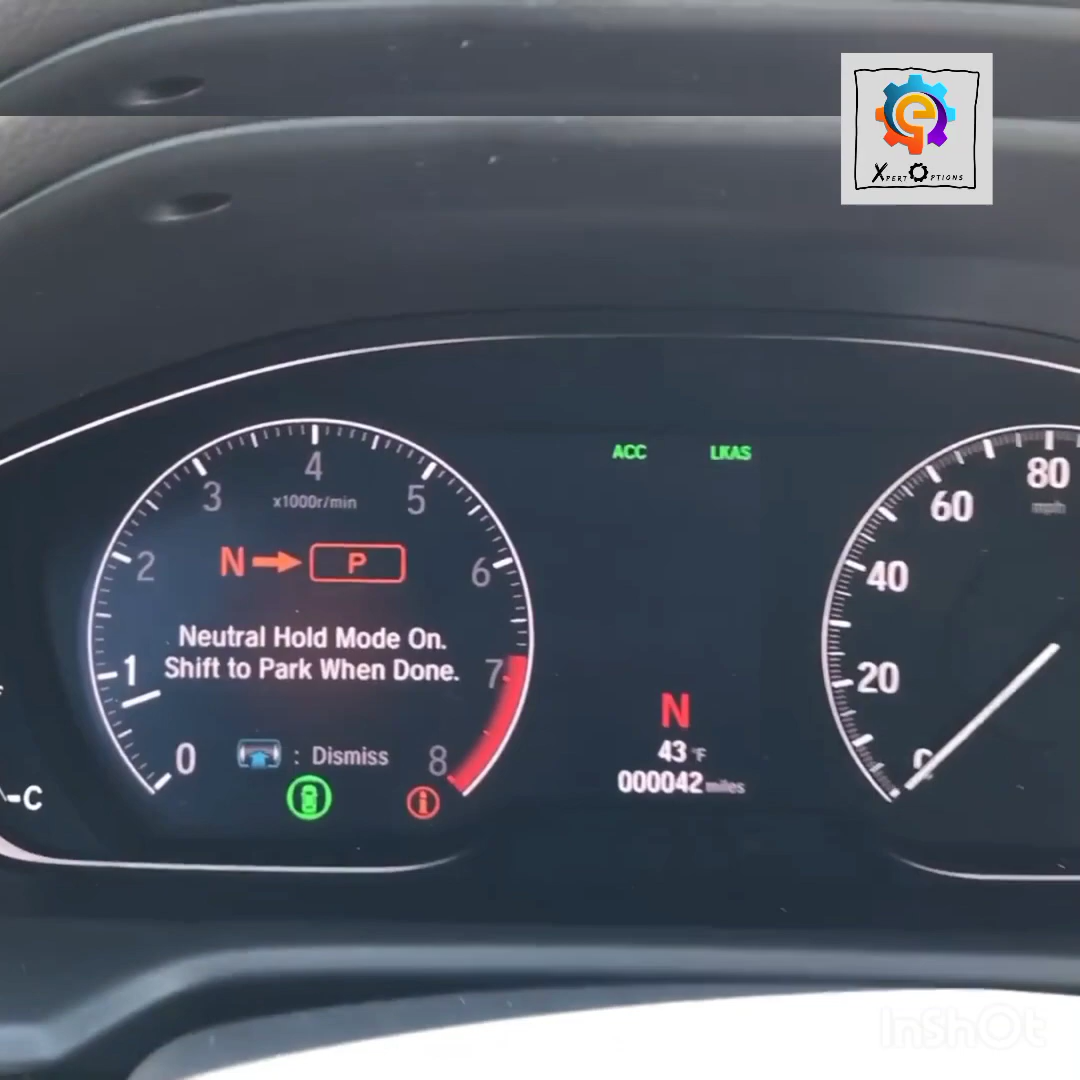 e
XPERT OPTIONS
ACC LKAS
4
3 5
x1000r/min
2 6
N P
Neutral Hold Mode On.
Shift to Park When Done.
1 7
0 : Dismiss 8
i
-C
N
43 °F
000042 miles
80
mph
60
40
20
0
InShOt